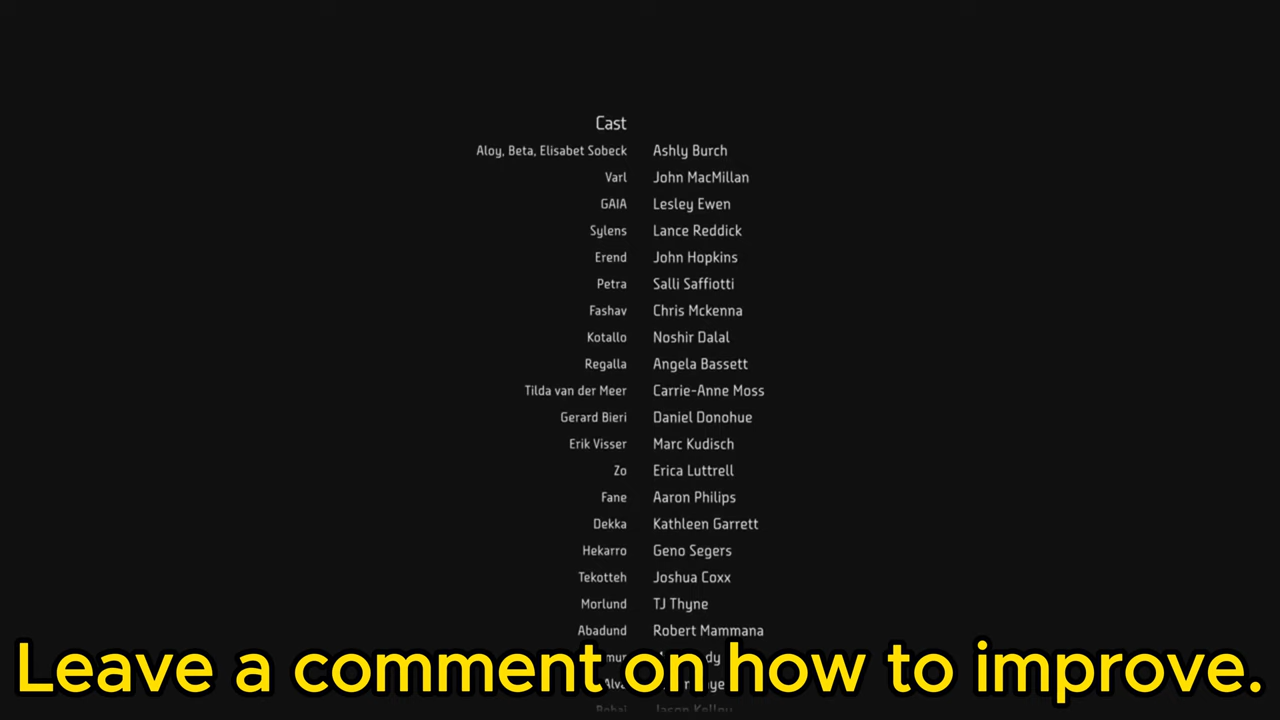 Cast
Aloy, Beta, Elisabet Sobeck Ashly Burch
Varl John MacMillan
GAIA Lesley Ewen
Sylens Lance Reddick
Erend John Hopkins
Petra Salli Saffiotti
Fashav Chris Mckenna
Kotallo Noshir Dalal
Regalla Angela Bassett
Tilda van der Meer Carrie-Anne Moss
Gerard Bieri Daniel Donohue
Erik Visser Marc Kudisch
Zo Erica Luttrell
Fane Aaron Philips
Dekka Kathleen Garrett
Hekarro Geno Segers
Tekotteh Joshua Coxx
Morlund TJ Thyne
Abadund Robert Mammana
Leave a comment on how to improve.